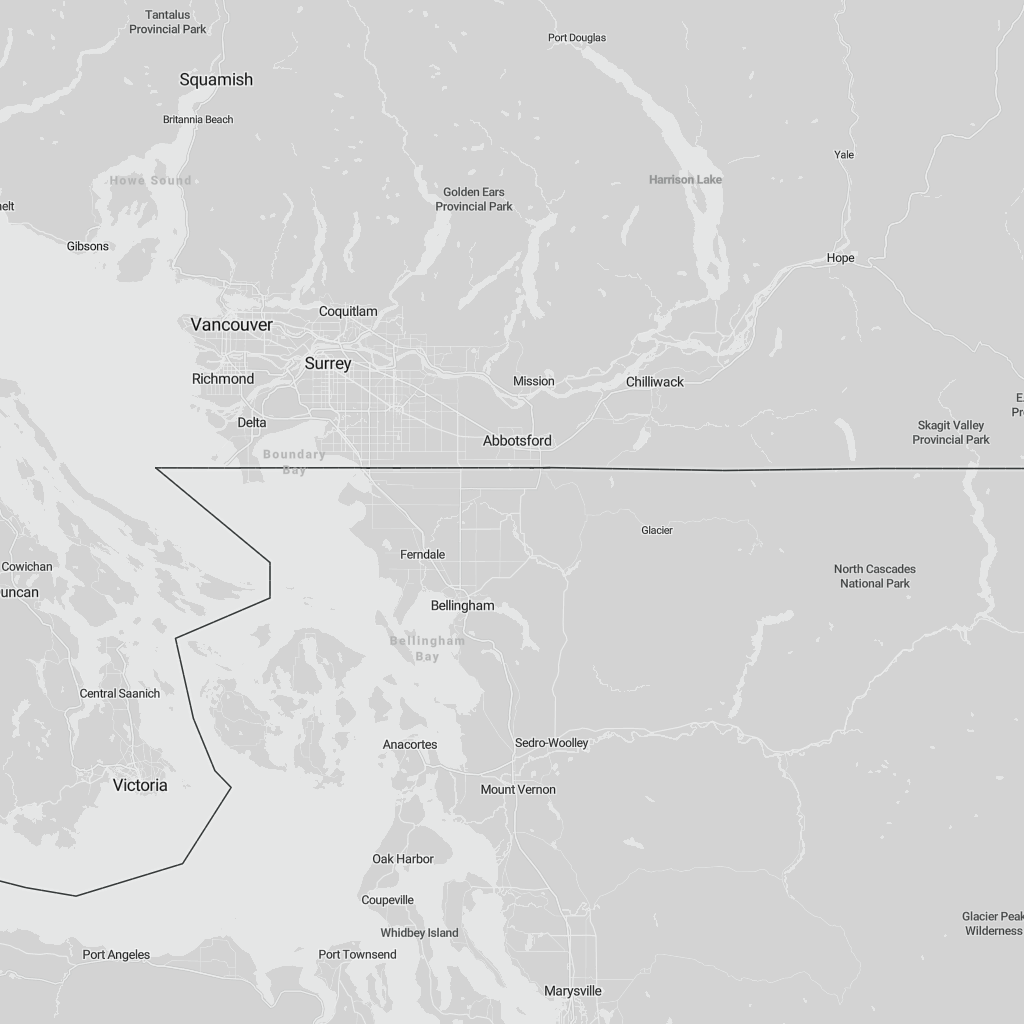 Tantalus
Provincial Park
Port Douglas
Squamish
Britannia Beach
Yale
Howe Sound
Harrison Lake
Golden Ears
Provincial Park
elt
Gibsons
Hope
Coquitlam
Vancouver
Surrey
Richmond
Mission
Chilliwack
E.
Pr
Delta
Skagit Valley
Provincial Park
Abbotsford
Boundary
Bay
Glacier
Ferndale
Cowichan
North Cascades
National Park
uncan
Bellingham
Bellingham
Bay
Central Saanich
Anacortes
Sedro-Woolley
Victoria
Mount Vernon
Oak Harbor
Coupeville
Glacier Peak
Wilderness
Whidbey Island
Port Angeles
Port Townsend
Marysville